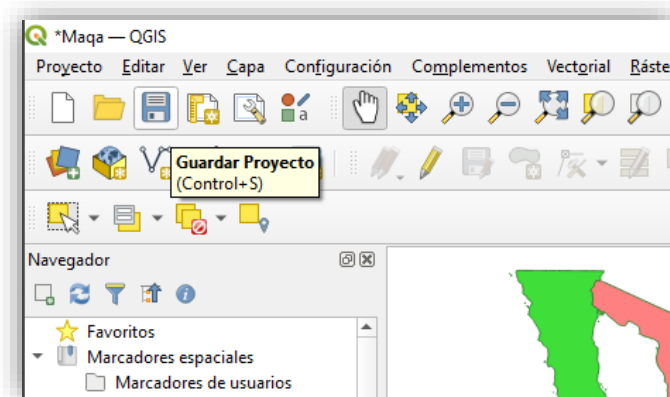 *Maqa — QGIS
Proyecto Editar Ver Capa Configuración Complementos Vectorial Ráste
a
Guardar Proyecto
(Control+S)
Navegador
Favoritos
Marcadores espaciales
Marcadores de usuarios